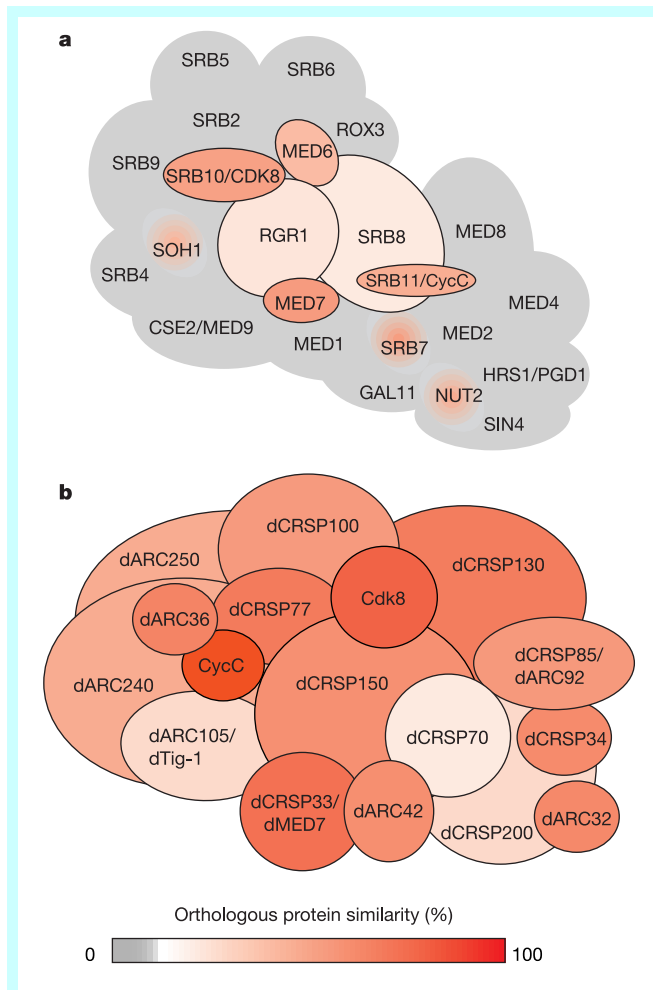 a
SRB5
SRB6
SRB2
ROX3
MED6
SRB9
SRB10/CDK8
RGR1
SRB8
MED8
SOH1
SRB4
SRB11/CycC
MED7
MED4
CSE2/MED9
MED1
SRB7
MED2
HRS1/PGD1
GAL11
NUT2
SIN4
b
dCRSP100
dARC250
dCRSP130
dCRSP77
Cdk8
dARC36
CycC
dARC240
dCRSP150
dCRSP85/
dARC92
dARC105/
dTig-1
dCRSP70
dCRSP34
dCRSP33/
dMED7
dARC42
dCRSP200
dARC32
Orthologous protein similarity (%)
0
100